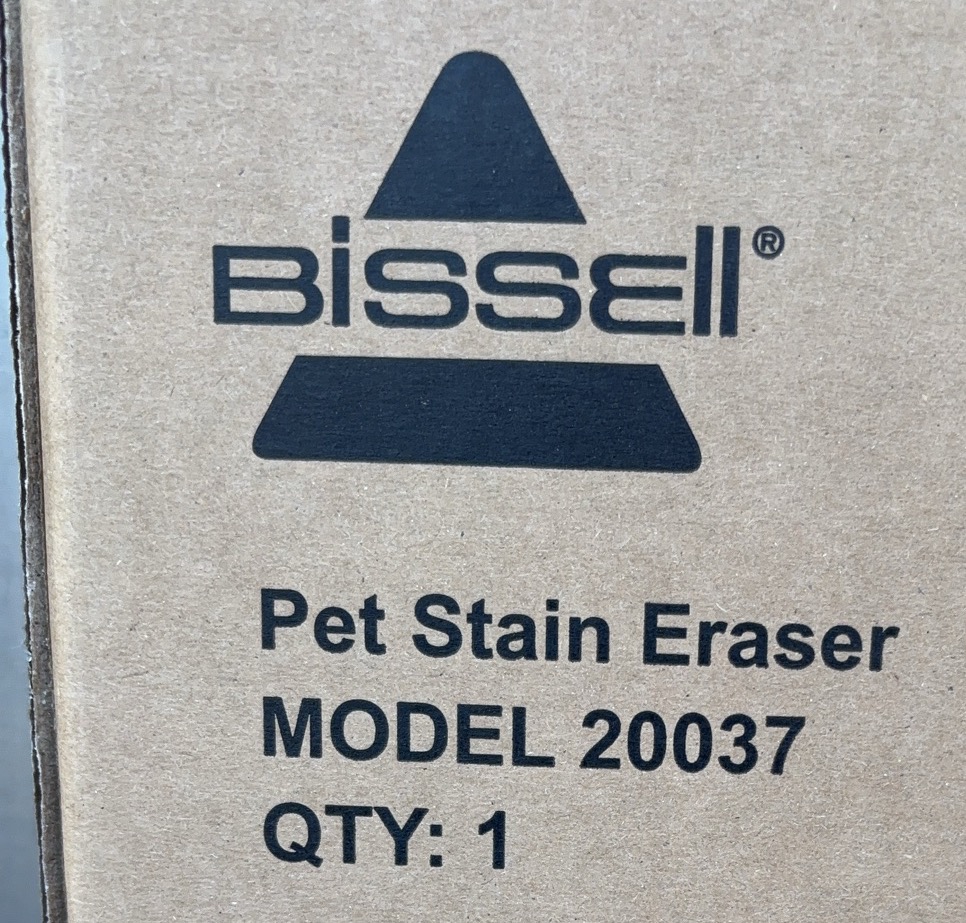 Bissell®
Pet Stain Eraser
MODEL 20037
QTY: 1